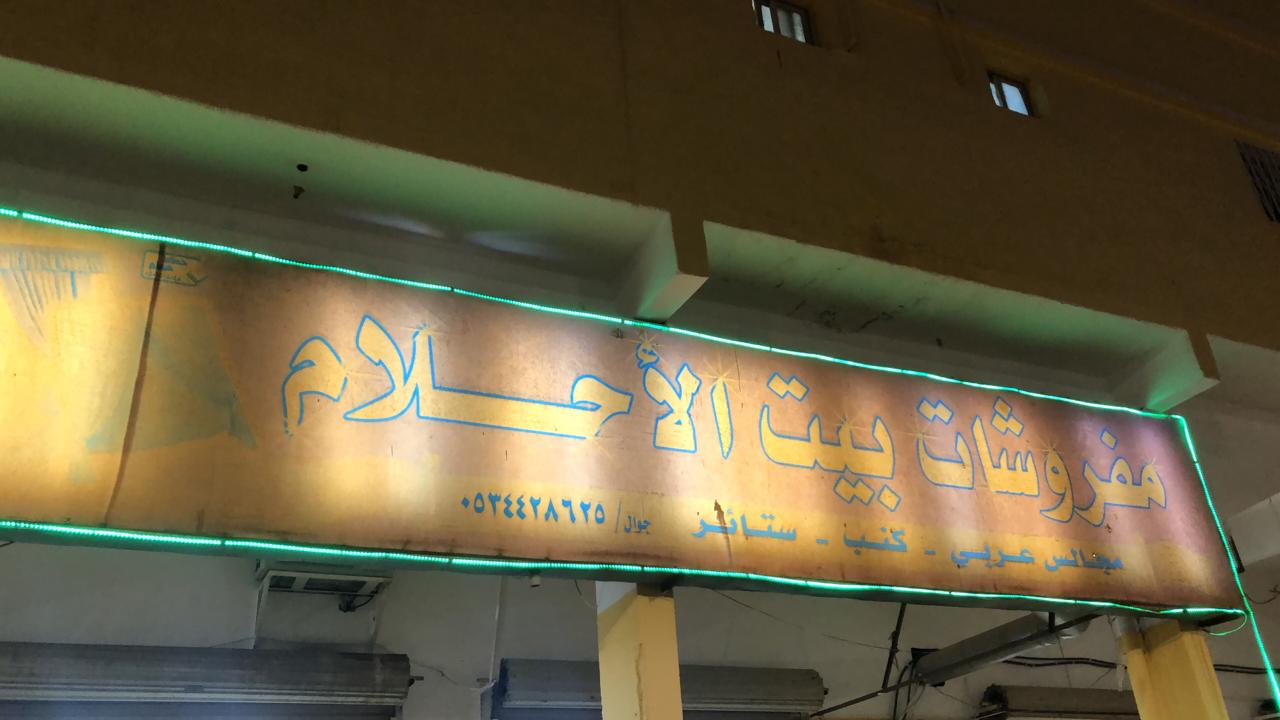 مفروشات بيت الأحلام
مجالس عربي - كنب - ستائر جوال / ٠٥٣٤٤٢٨٦٢٥